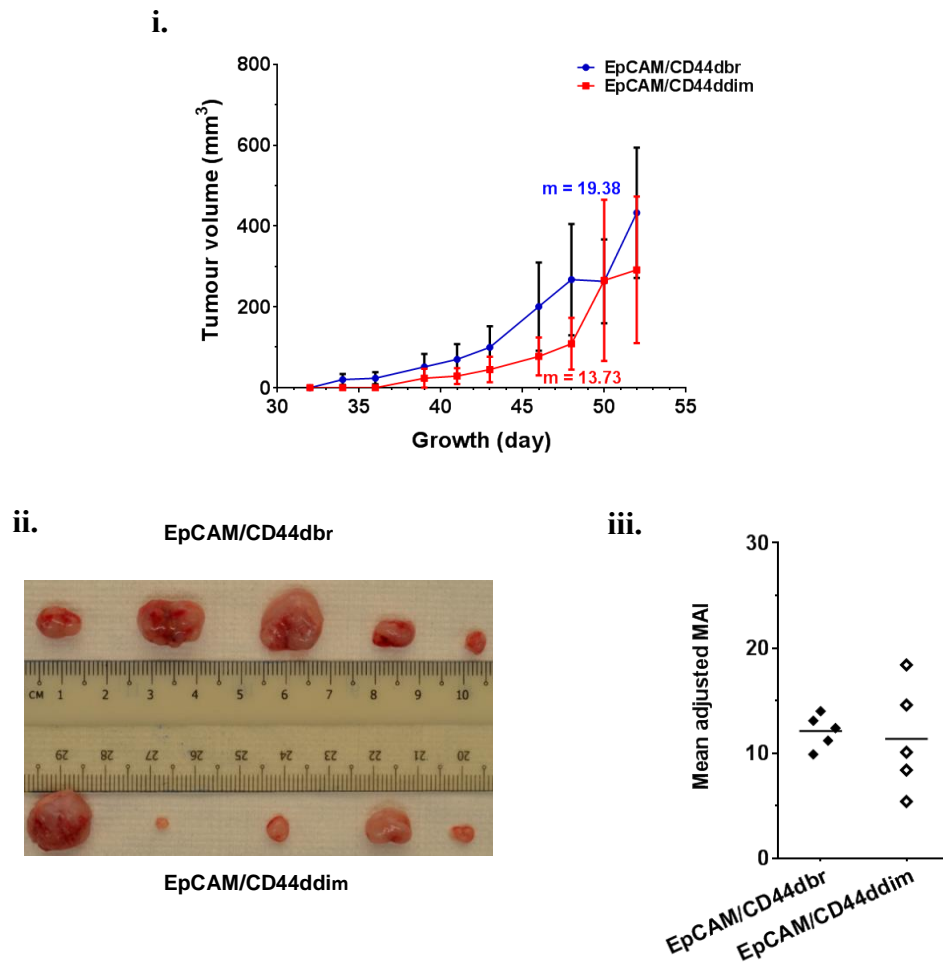 i.
800
600
400
200
0
Tumour volume (mm³)
EpCAM/CD44dbr
EpCAM/CD44ddim
m = 19.38
m = 13.73
30 35 40 45 50 55
Growth (day)
ii.
EpCAM/CD44dbr
CM 1 2 3 4 5 6 7 8 9 10
29 28 27 26 25 24 23 22 21 20
EpCAM/CD44ddim
iii.
30
20
10
0
Mean adjusted MAI
EpCAM/CD44dbr
EpCAM/CD44ddim